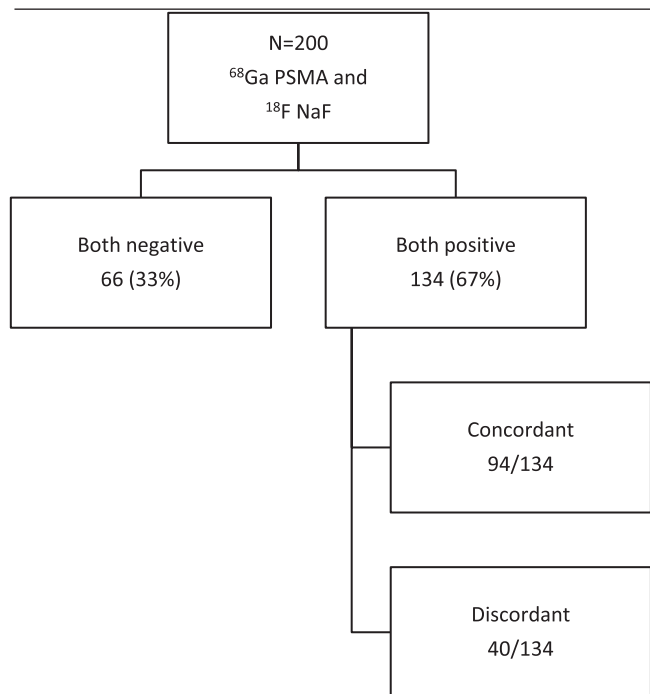 N=200
⁶⁸Ga PSMA and
¹⁸F NaF
Both negative
66 (33%)
Both positive
134 (67%)
Concordant
94/134
Discordant
40/134